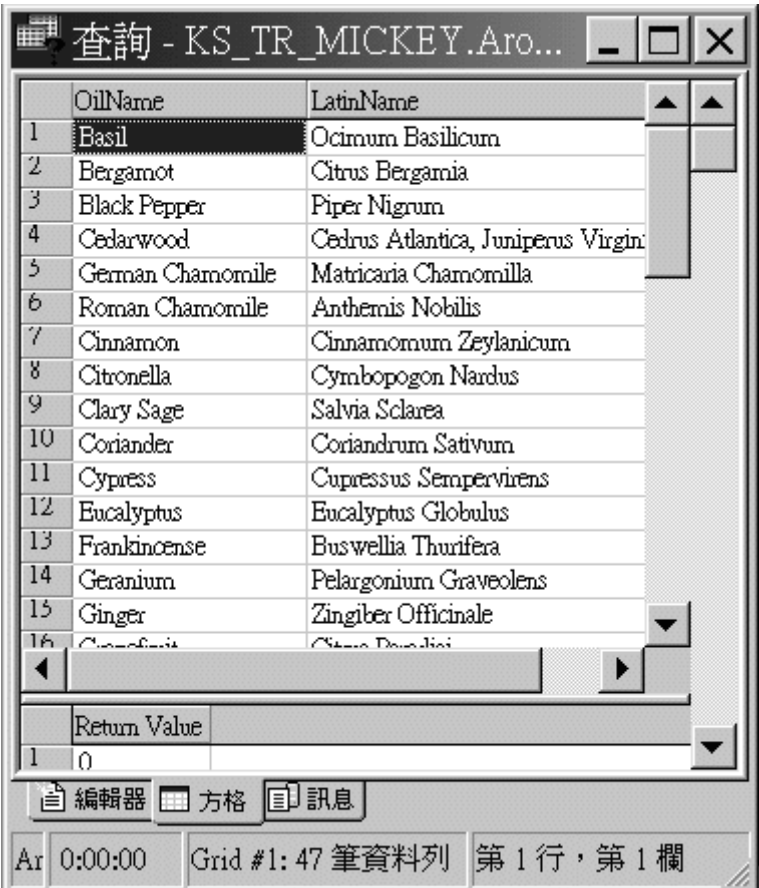 查詢 - KS_TR_MICKEY.Aro...
OilName LatinName
1 Basil Ocimum Basilicum
2 Bergamot Citrus Bergamia
3 Black Pepper Piper Nigrum
4 Cedarwood Cedrus Atlantica, Juniperus Virgini
5 German Chamomile Matricaria Chamomilla
6 Roman Chamomile Anthemis Nobilis
7 Cinnamon Cinnamomum Zeylanicum
8 Citronella Cymbopogon Nardus
9 Clary Sage Salvia Sclarea
10 Coriander Coriandrum Sativum
11 Cypress Cupressus Sempervirens
12 Eucalyptus Eucalyptus Globulus
13 Frankincense Buswellia Thurifera
14 Geranium Pelargonium Graveolens
15 Ginger Zingiber Officinale
16 Grapefruit Citrus Paradisi
Return Value
1 0
編輯器 方格 訊息
Ar 0:00:00 Grid #1: 47 筆資料列 第 1 行，第 1 欄